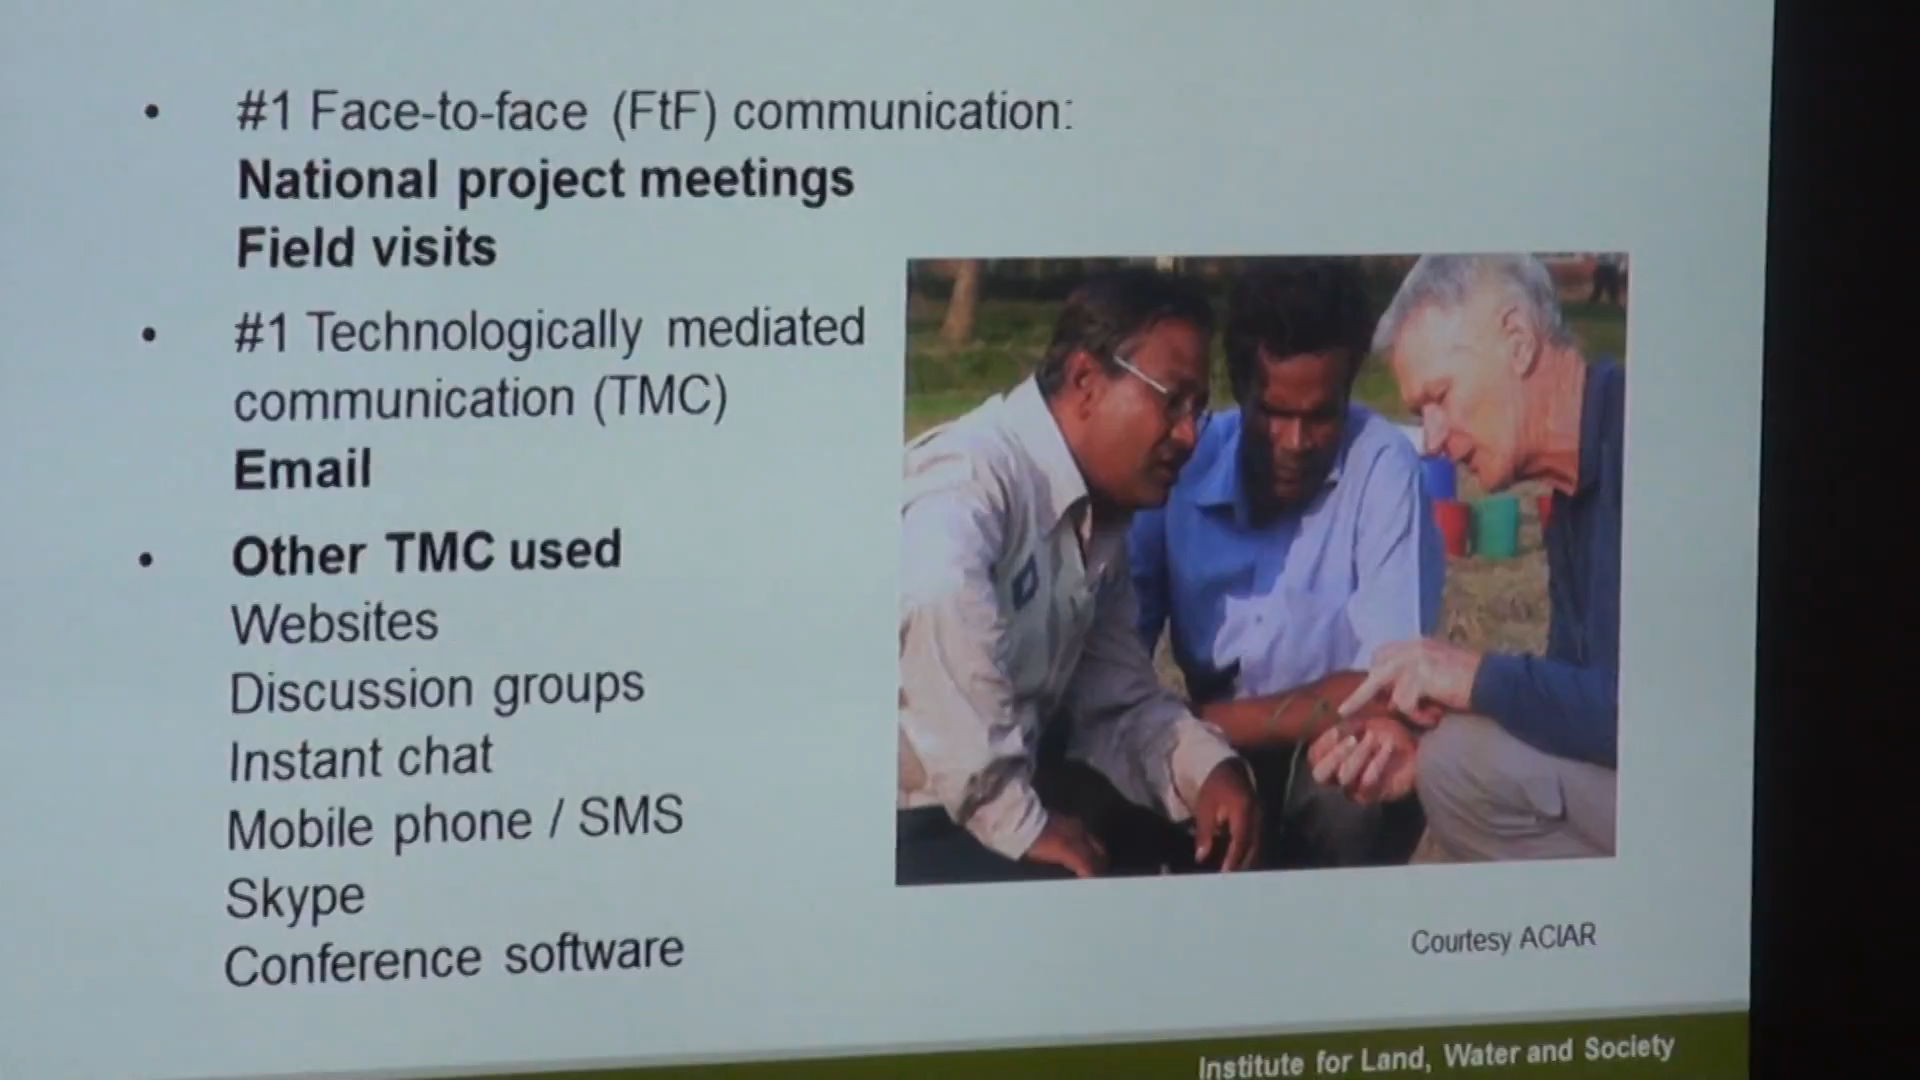 • #1 Face-to-face (FtF) communication:
National project meetings
Field visits
• #1 Technologically mediated
communication (TMC)
Email
• Other TMC used
Websites
Discussion groups
Instant chat
Mobile phone / SMS
Skype
Conference software
Courtesy ACIAR
Institute for Land, Water and Society